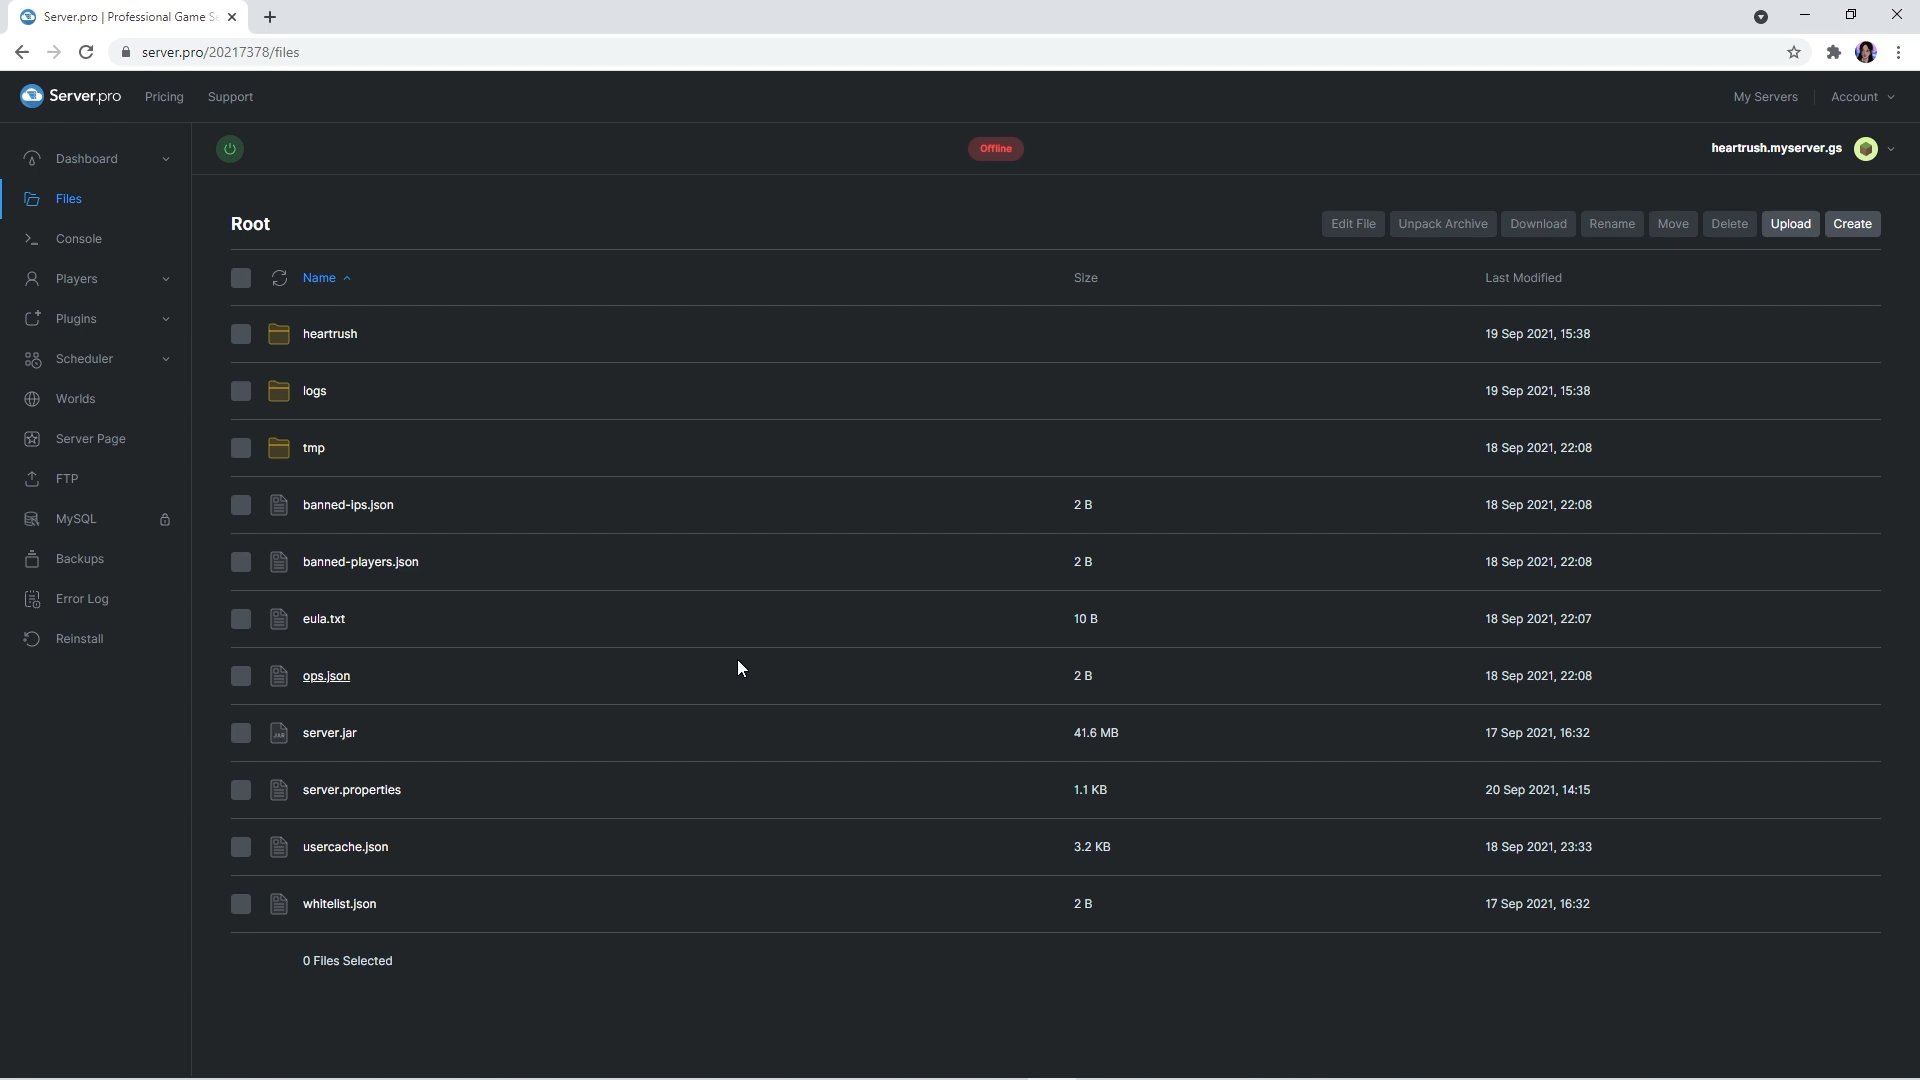 Server.pro | Professional Game S
server.pro/20217378/files
Server.pro
Pricing
Support
My Servers
Account
Dashboard
Files
Console
Players
Plugins
Scheduler
Worlds
Server Page
FTP
MySQL
Backups
Error Log
Reinstall
Offline
heartrush.myserver.gs
Root
Edit File
Unpack Archive
Download
Rename
Move
Delete
Upload
Create
Name
Size
Last Modified
heartrush
19 Sep 2021, 15:38
logs
19 Sep 2021, 15:38
tmp
18 Sep 2021, 22:08
banned-ips.json
2 B
18 Sep 2021, 22:08
banned-players.json
2 B
18 Sep 2021, 22:08
eula.txt
10 B
18 Sep 2021, 22:07
ops.json
2 B
18 Sep 2021, 22:08
JAR
server.jar
41.6 MB
17 Sep 2021, 16:32
server.properties
1.1 KB
20 Sep 2021, 14:15
usercache.json
3.2 KB
18 Sep 2021, 23:33
whitelist.json
2 B
17 Sep 2021, 16:32
0 Files Selected